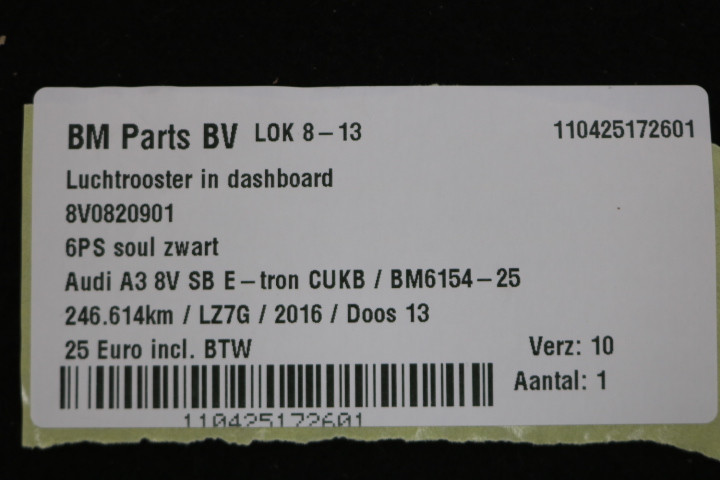 BM Parts BV LOK 8-13 110425172601
Luchtrooster in dashboard
8V0820901
6PS soul zwart
Audi A3 8V SB E-tron CUKB / BM6154-25
246.614km / LZ7G / 2016 / Doos 13
25 Euro incl. BTW Verz: 10
Aantal: 1
110425172601